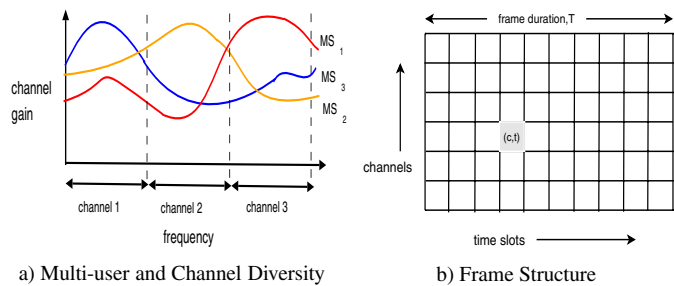 channel
gain
MS 1
MS 3
MS 2
channel 1 channel 2 channel 3
frequency
a) Multi-user and Channel Diversity
frame duration,T
(c,t)
channels
time slots
b) Frame Structure